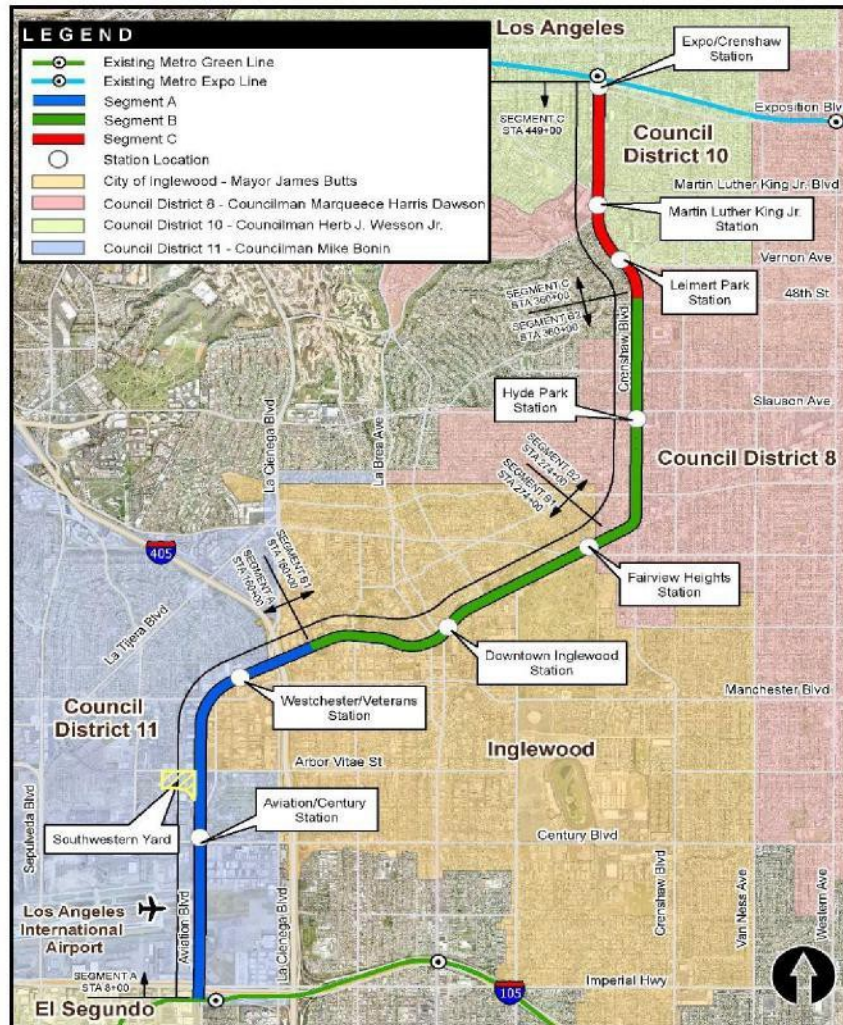 LEGEND
Existing Metro Green Line
Existing Metro Expo Line
Segment A
Segment B
Segment C
Station Location
City of Inglewood - Mayor James Butts
Council District 8 - Councilman Marqueece Harris Dawson
Council District 10 - Councilman Herb J. Wesson Jr.
Council District 11 - Councilman Mike Bonin
Los Angeles
Expo/Crenshaw
Station
Exposition Blv
SEGMENT C
STA 449+00
Council
District 10
Martin Luther King Jr. Blvd
Martin Luther King Jr.
Station
Vernon Ave
Leimert Park
Station
48th St
SEGMENT C
STA 360+00
SEGMENT B2
STA 360+00
Crenshaw Blvd
Hyde Park
Station
Slauson Ave
La Cienega Blvd
La Brea Ave
Council District 8
SEGMENT B2
STA 274+00
SEGMENT B1
STA 274+00
405
Fairview Heights
Station
SEGMENT B1
STA 160+00
SEGMENT A
STA 160+00
La Tijera Blvd
Downtown Inglewood
Station
Westchester/Veterans
Station
Manchester Blvd
Council
District 11
Inglewood
Arbor Vitae St
Sepulveda Blvd
Southwestern Yard
Aviation/Century
Station
Century Blvd
Los Angeles
International
Airport
Aviation Blvd
La Cienega Blvd
Crenshaw Blvd
Van Ness Ave
Western Ave
SEGMENT A
STA 8+00
El Segundo
105
Imperial Hwy